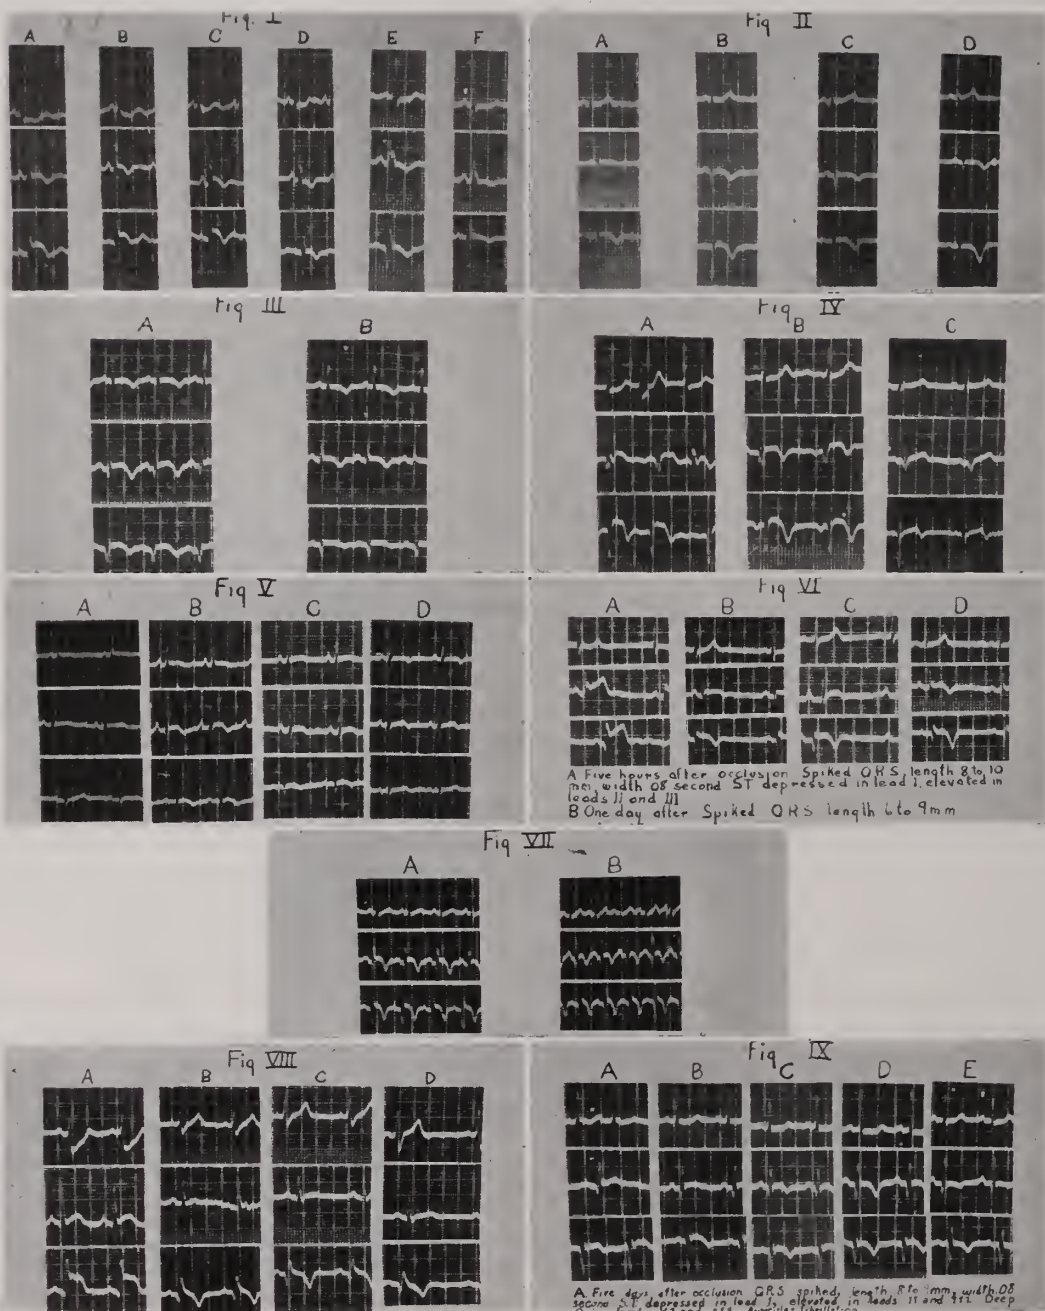 Fig. I
A B C D E F
Fig II
A B C D
Fig III
A B
Fig IV
A B C
Fig V
A B C D
Fig VI
A B C D
A Five hours after occlusion Spiked QRS, length 8 to 10
mm, width 08 second ST depressed in lead I, elevated in
leads II and III
B One day after Spiked QRS length 6 to 9mm
Fig VII
A B
Fig VIII
A B C D
Fig IX
A B C D E
A. Five days after occlusion QRS spiked, length 8 to mm, width .08
second S.T. depressed in lead I, elevated in leads II and III. Deep